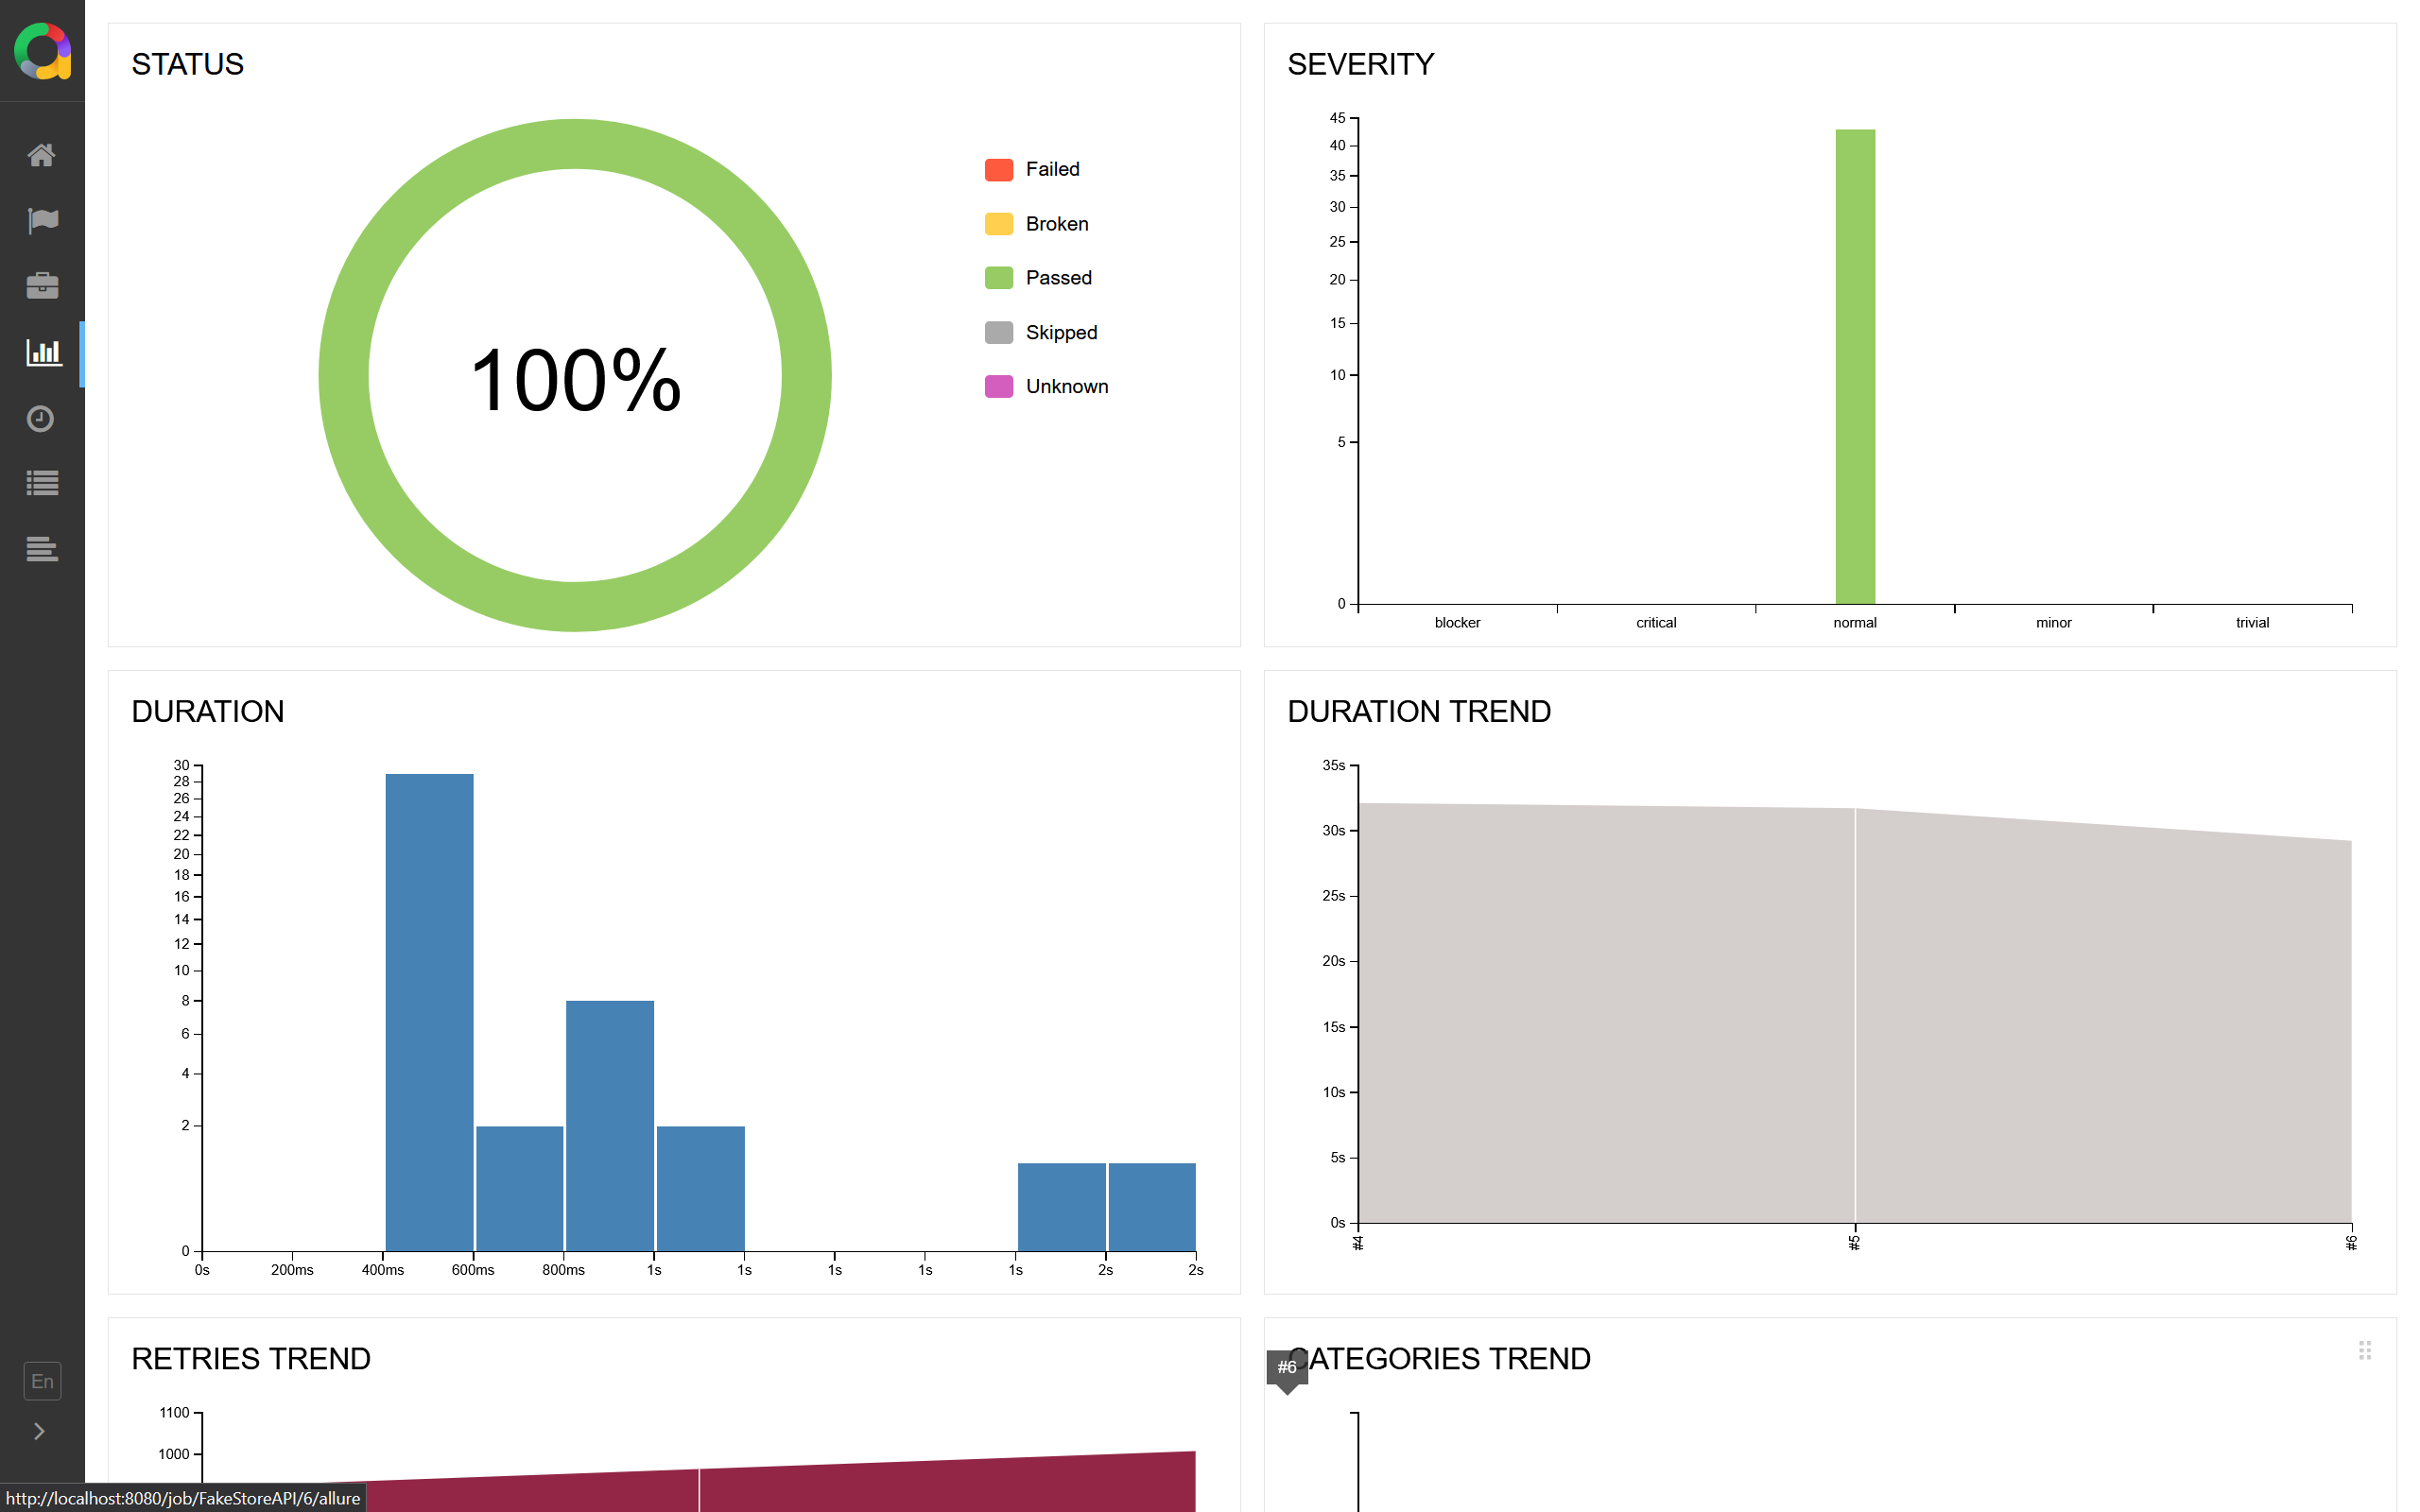 STATUS
100%
Failed
Broken
Passed
Skipped
Unknown
SEVERITY
45
40
35
30
25
20
15
10
5
0
blocker critical normal minor trivial
DURATION
30
28
26
24
22
20
18
16
14
12
10
8
6
4
2
0
0s 200ms 400ms 600ms 800ms 1s 1s 1s 1s 1s 2s 2s
DURATION TREND
35s
30s
25s
20s
15s
10s
5s
0s
#4 #5 #6
RETRIES TREND
1100
1000
#6
CATEGORIES TREND
En
http://localhost:8080/job/FakeStoreAPI/6/allure